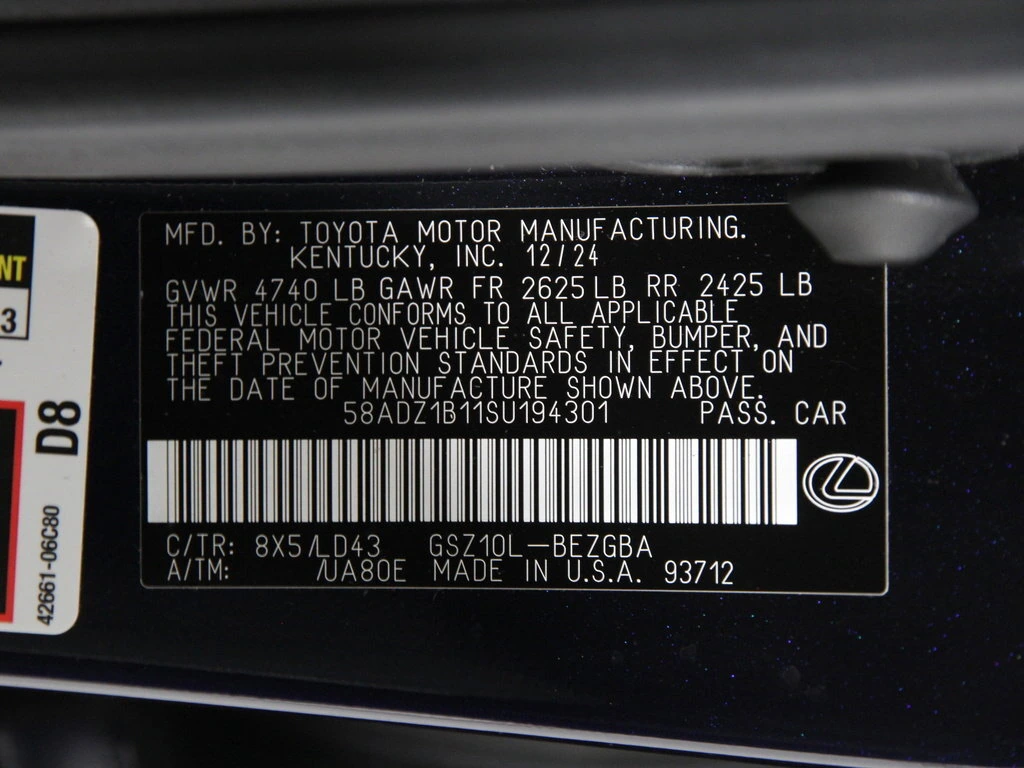 MFD. BY: TOYOTA MOTOR MANUFACTURING.
KENTUCKY, INC. 12/24
GVWR 4740 LB GAWR FR 2625 LB RR 2425 LB
THIS VEHICLE CONFORMS TO ALL APPLICABLE
FEDERAL MOTOR VEHICLE SAFETY, BUMPER, AND
THEFT PREVENTION STANDARDS IN EFFECT ON
THE DATE OF MANUFACTURE SHOWN ABOVE.
58ADZ1B11SU194301 PASS. CAR
C/TR: 8X5/LD43 GSZ10L-BEZGBA
A/TM: /UA80E MADE IN U.S.A. 93712
NT
3
D8
42661-06C80